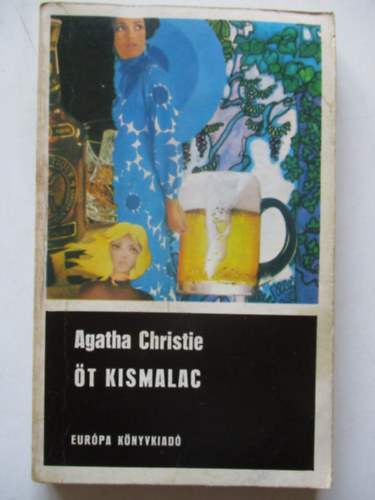 Agatha Christie
ÖT KISMALAC
EURÓPA KÖNYVKIADÓ